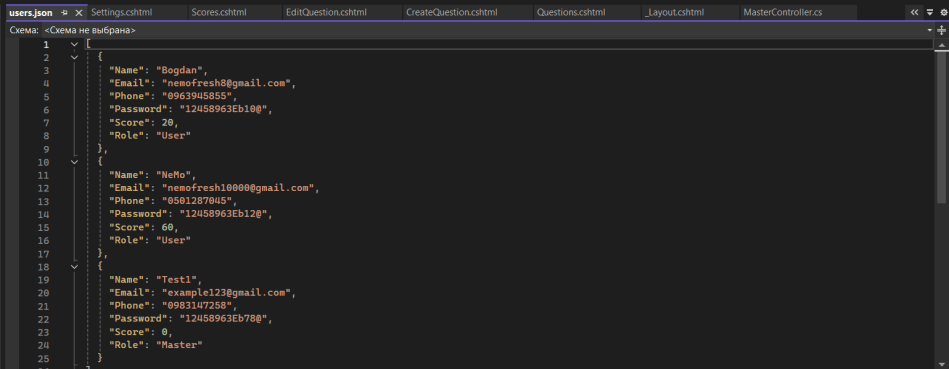 users.json Settings.cshtml Scores.cshtml EditQuestion.cshtml CreateQuestion.cshtml Questions.cshtml _Layout.cshtml MasterController.cs
Схема: <Схема не выбрана>
1 [
2 {
3 "Name": "Bogdan",
4 "Email": "nemofresh8@gmail.com",
5 "Phone": "0963945855",
6 "Password": "12458963Eb10@",
7 "Score": 20,
8 "Role": "User"
9 },
10 {
11 "Name": "NeMo",
12 "Email": "nemofresh10000@gmail.com",
13 "Phone": "0501287045",
14 "Password": "12458963Eb12@",
15 "Score": 60,
16 "Role": "User"
17 },
18 {
19 "Name": "Test1",
20 "Email": "example123@gmail.com",
21 "Phone": "0983147258",
22 "Password": "12458963Eb78@",
23 "Score": 0,
24 "Role": "Master"
25 }